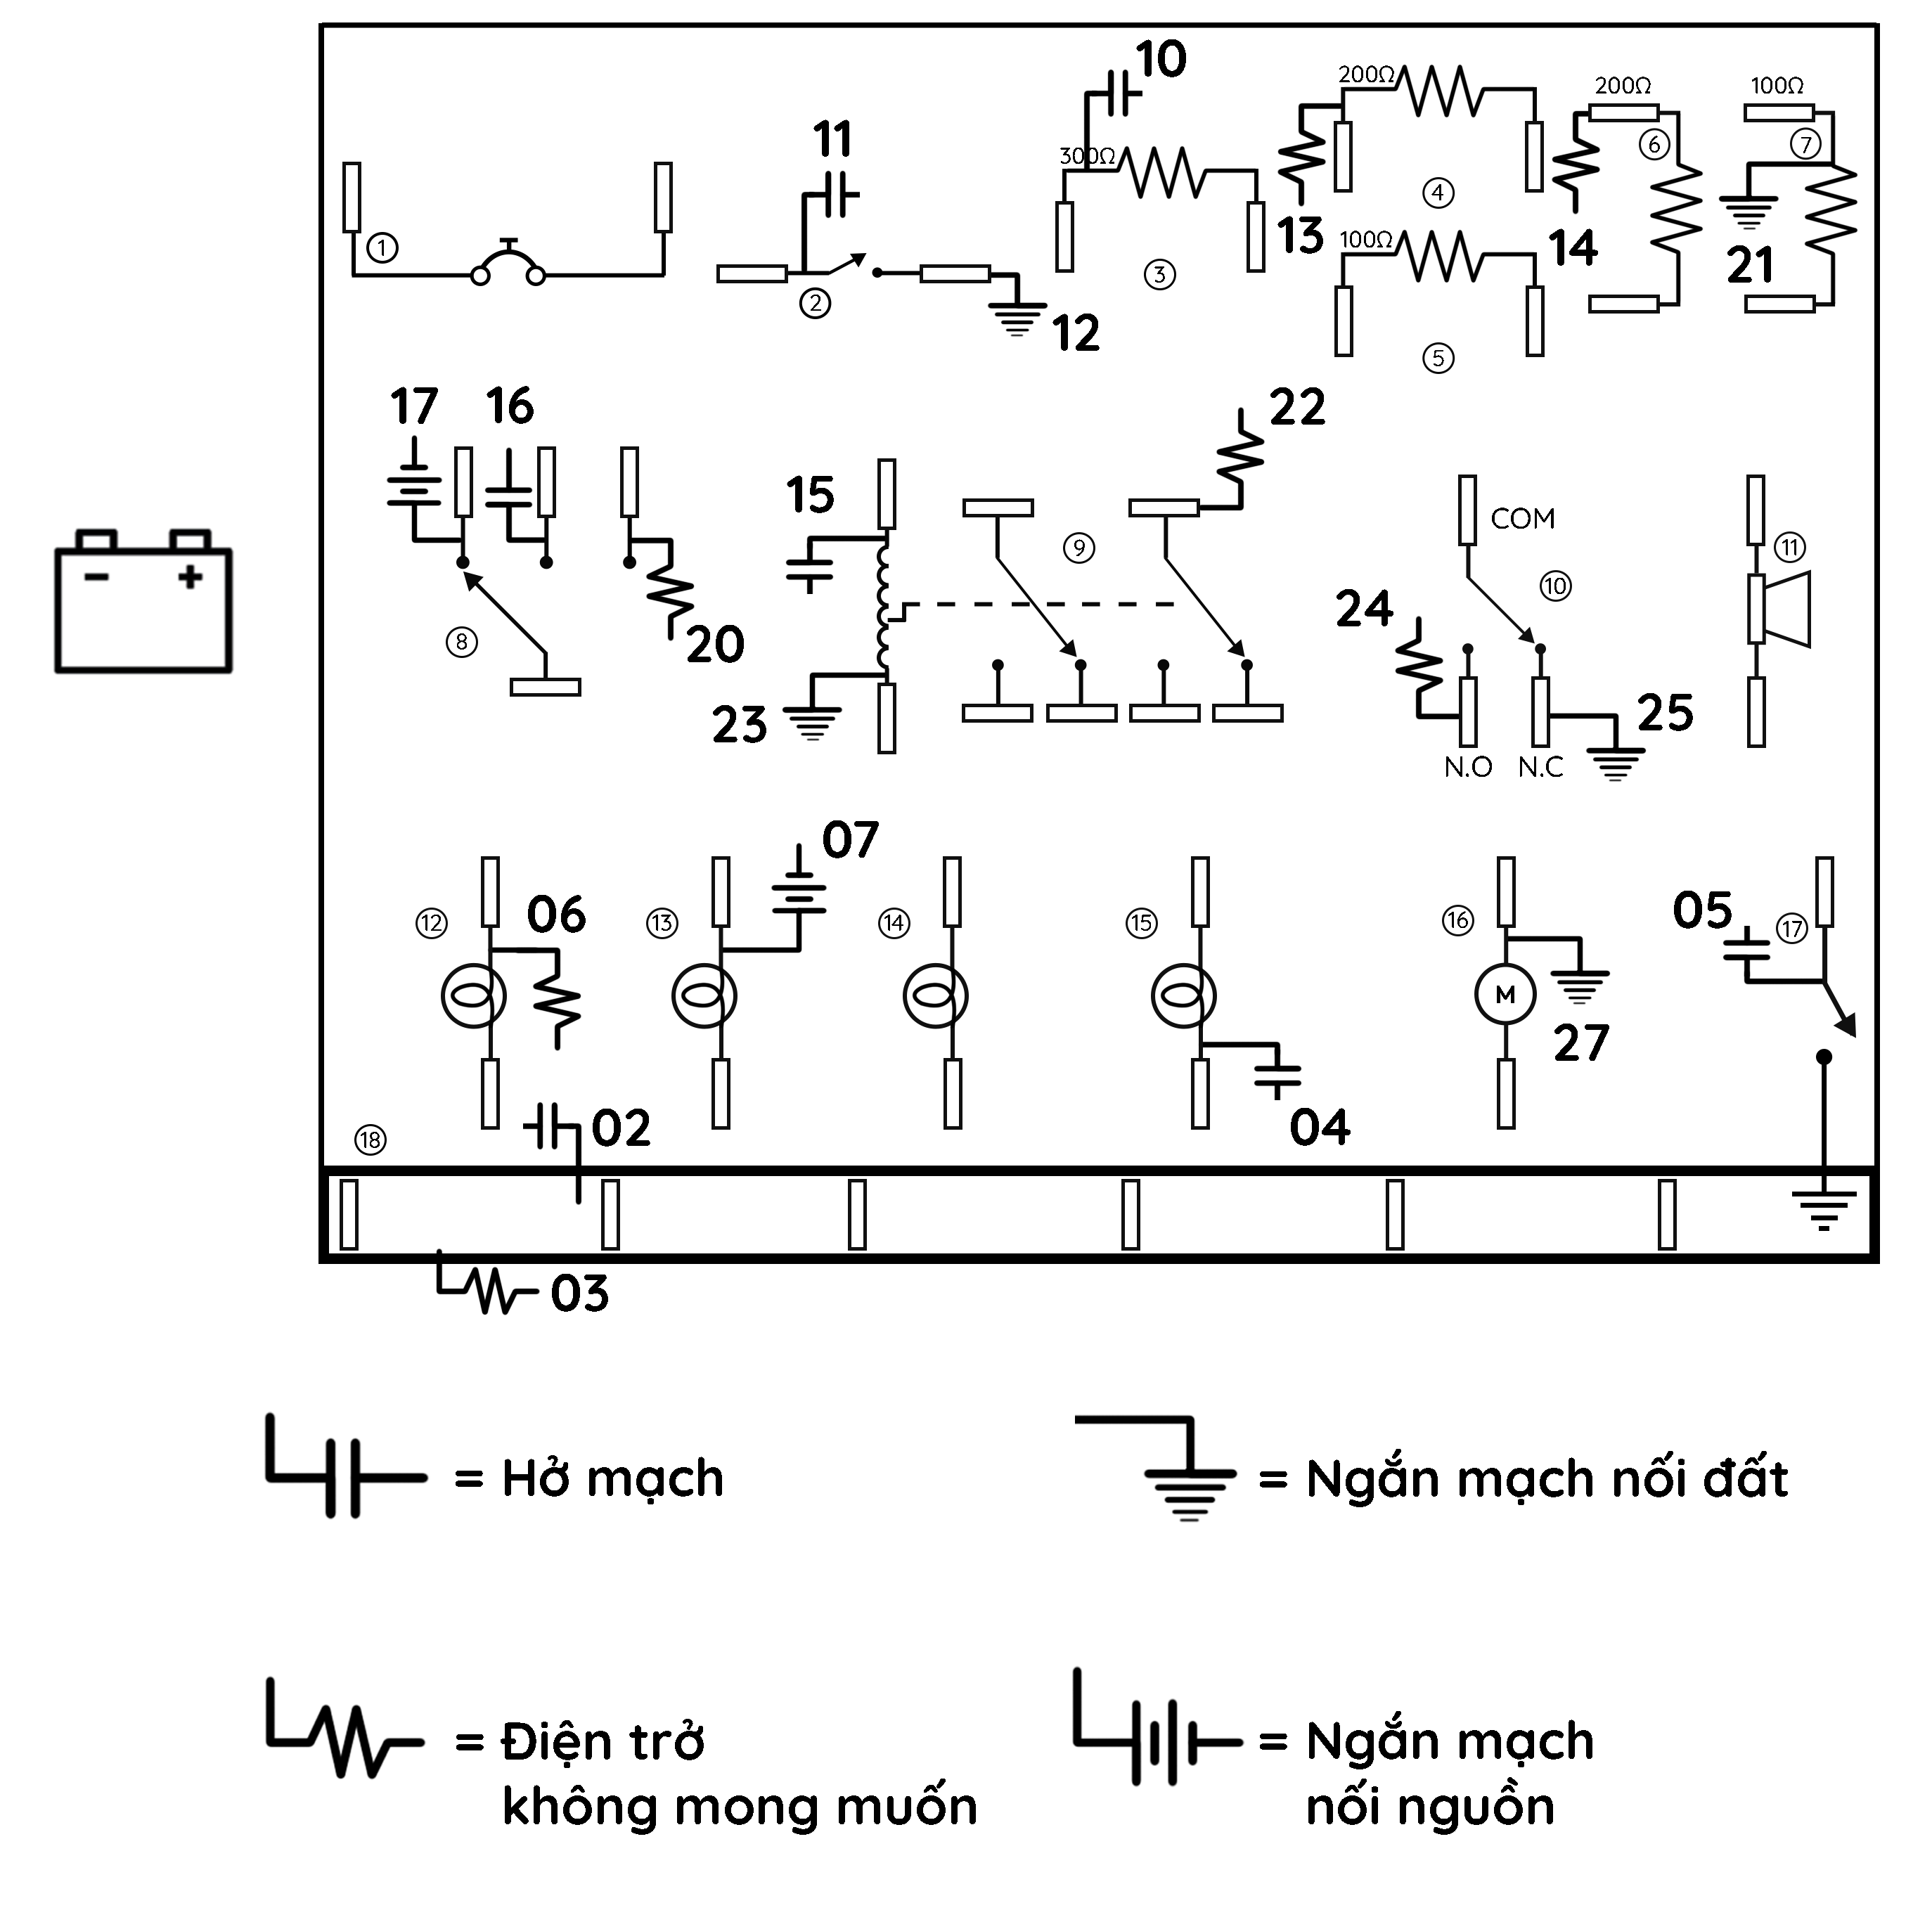 10
200Ω
200Ω
100Ω
11
300Ω
⑥
⑦
④
13
14
21
①
100Ω
③
②
12
⑤
17
16
22
15
COM
⑨
⑪
- +
⑩
24
⑧
20
23
25
N.O
N.C
07
06
05
⑫
⑬
⑭
⑮
⑯
⑰
M
27
02
04
⑱
03
= Hở mạch
= Ngắn mạch nối đất
= Điện trở
không mong muốn
= Ngắn mạch
nối nguồn